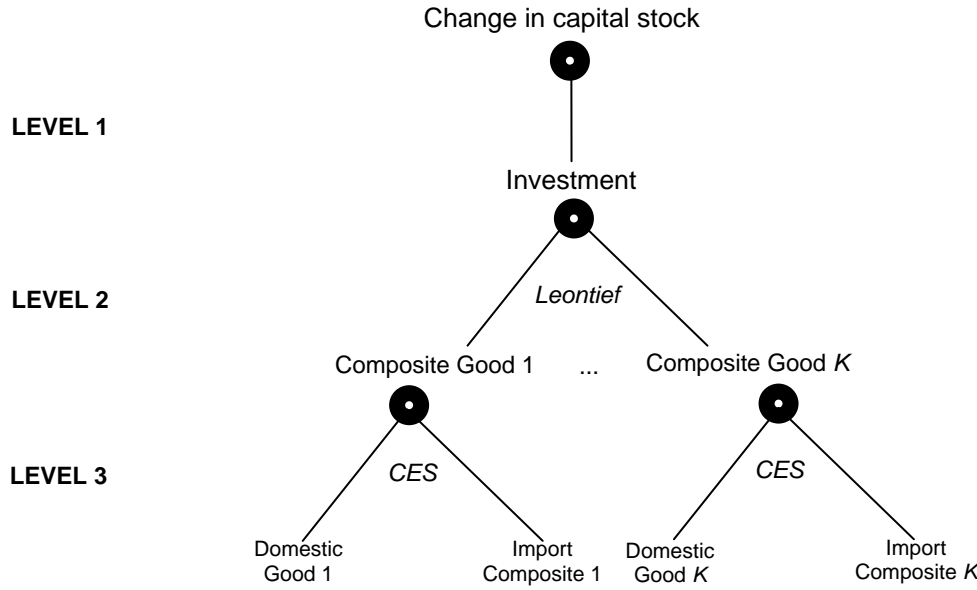 Change in capital stock
LEVEL 1
Investment
Leontief
LEVEL 2
Composite Good 1
...
Composite Good K
LEVEL 3
CES
CES
Domestic
Good 1
Import
Composite 1
Domestic
Good K
Import
Composite K